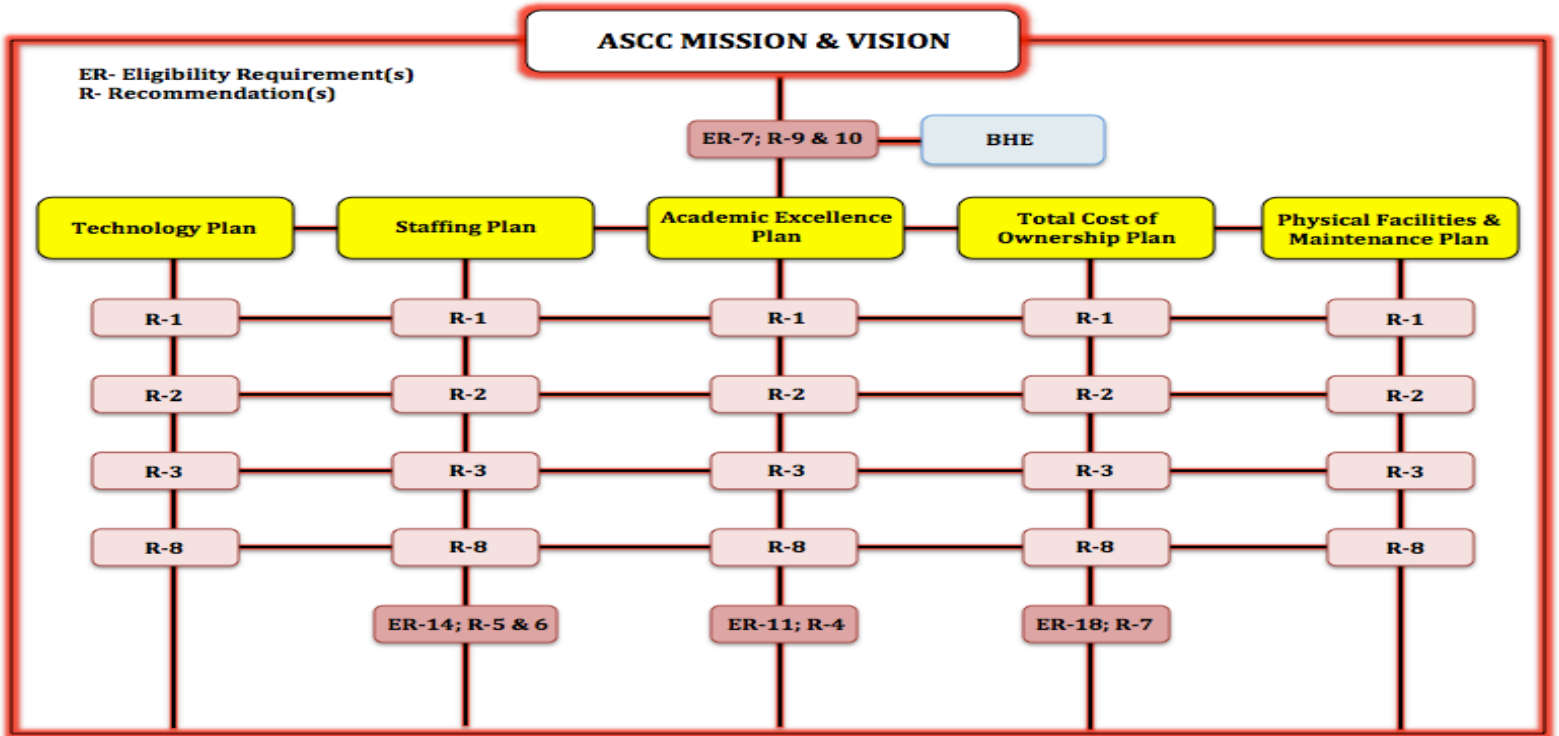 ASCC MISSION & VISION
ER- Eligibility Requirement(s)
R- Recommendation(s)
ER-7; R-9 & 10
BHE
Technology Plan
Staffing Plan
Academic Excellence
Plan
Total Cost of
Ownership Plan
Physical Facilities &
Maintenance Plan
R-1
R-1
R-1
R-1
R-1
R-2
R-2
R-2
R-2
R-2
R-3
R-3
R-3
R-3
R-3
R-8
R-8
R-8
R-8
R-8
ER-14; R-5 & 6
ER-11; R-4
ER-18; R-7